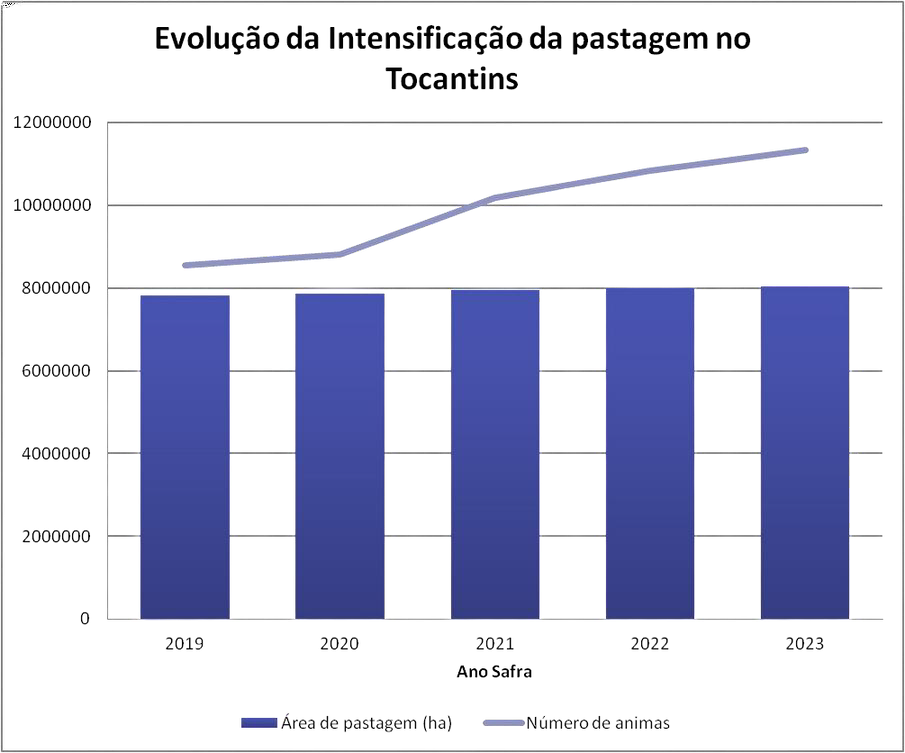 Evolução da Intensificação da pastagem no
Tocantins
12000000
10000000
8000000
6000000
4000000
2000000
0
2019 2020 2021 2022 2023
Ano Safra
Área de pastagem (ha) Número de animas